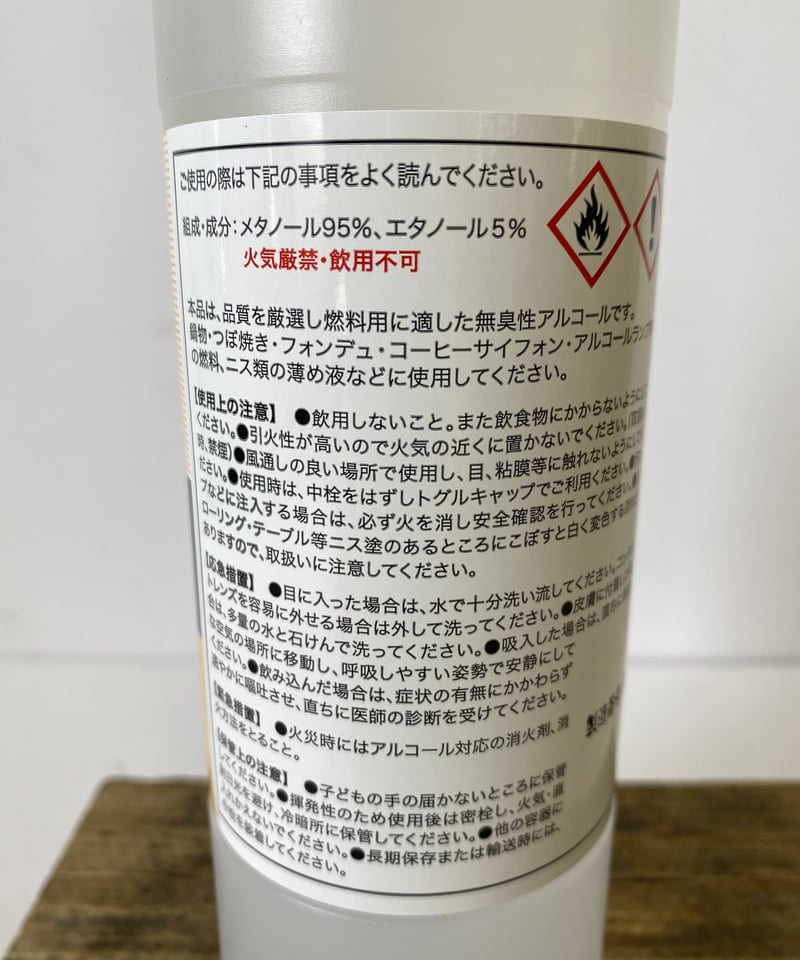 ご使用の際は下記の事項をよく読んでください。
組成・成分：メタノール95％、エタノール5％
火気厳禁・飲用不可
本品は、品質を厳選し燃料用に適した無臭性アルコールです。
鍋物・つぼ焼き・フォンデュ・コーヒーサイフォン・アルコールランプ
の燃料、ニス類の薄め液などに使用してください。
【使用上の注意】 ●飲用しないこと。また飲食物にかからないように
ください。●引火性が高いので火気の近くに置かないでください。
時、禁煙）●風通しの良い場所で使用し、目、粘膜等に触れないように
ださい。●使用時は、中栓をはずしトグルキャップでご利用ください。●
プなどに注入する場合は、必ず火を消し安全確認を行ってください。●
ローリング・テーブル等ニス塗のあるところにこぼすと白く変色する
ありますので、取扱いに注意してください。
【応急措置】 ●目に入った場合は、水で十分洗い流してください。コン
トレンズを容易に外せる場合は外して洗ってください。●皮膚に付着した
合は、多量の水と石けんで洗ってください。●吸入した場合は、直ちに
な空気の場所に移動し、呼吸しやすい姿勢で安静にして
ください。●飲み込んだ場合は、症状の有無にかかわらず
速やかに嘔吐させ、直ちに医師の診断を受けてください。
【緊急措置】 ●火災時にはアルコール対応の消火剤、消
火方法をとること。
【保管上の注意】 ●子どもの手の届かないところに保管
してください。●揮発性のため使用後は密栓し、火気・直
射日光を避け、冷暗所に保管してください。●他の容器に
入れかえないでください。●長期保存または輸送時には、
中栓を装着してください。
製造